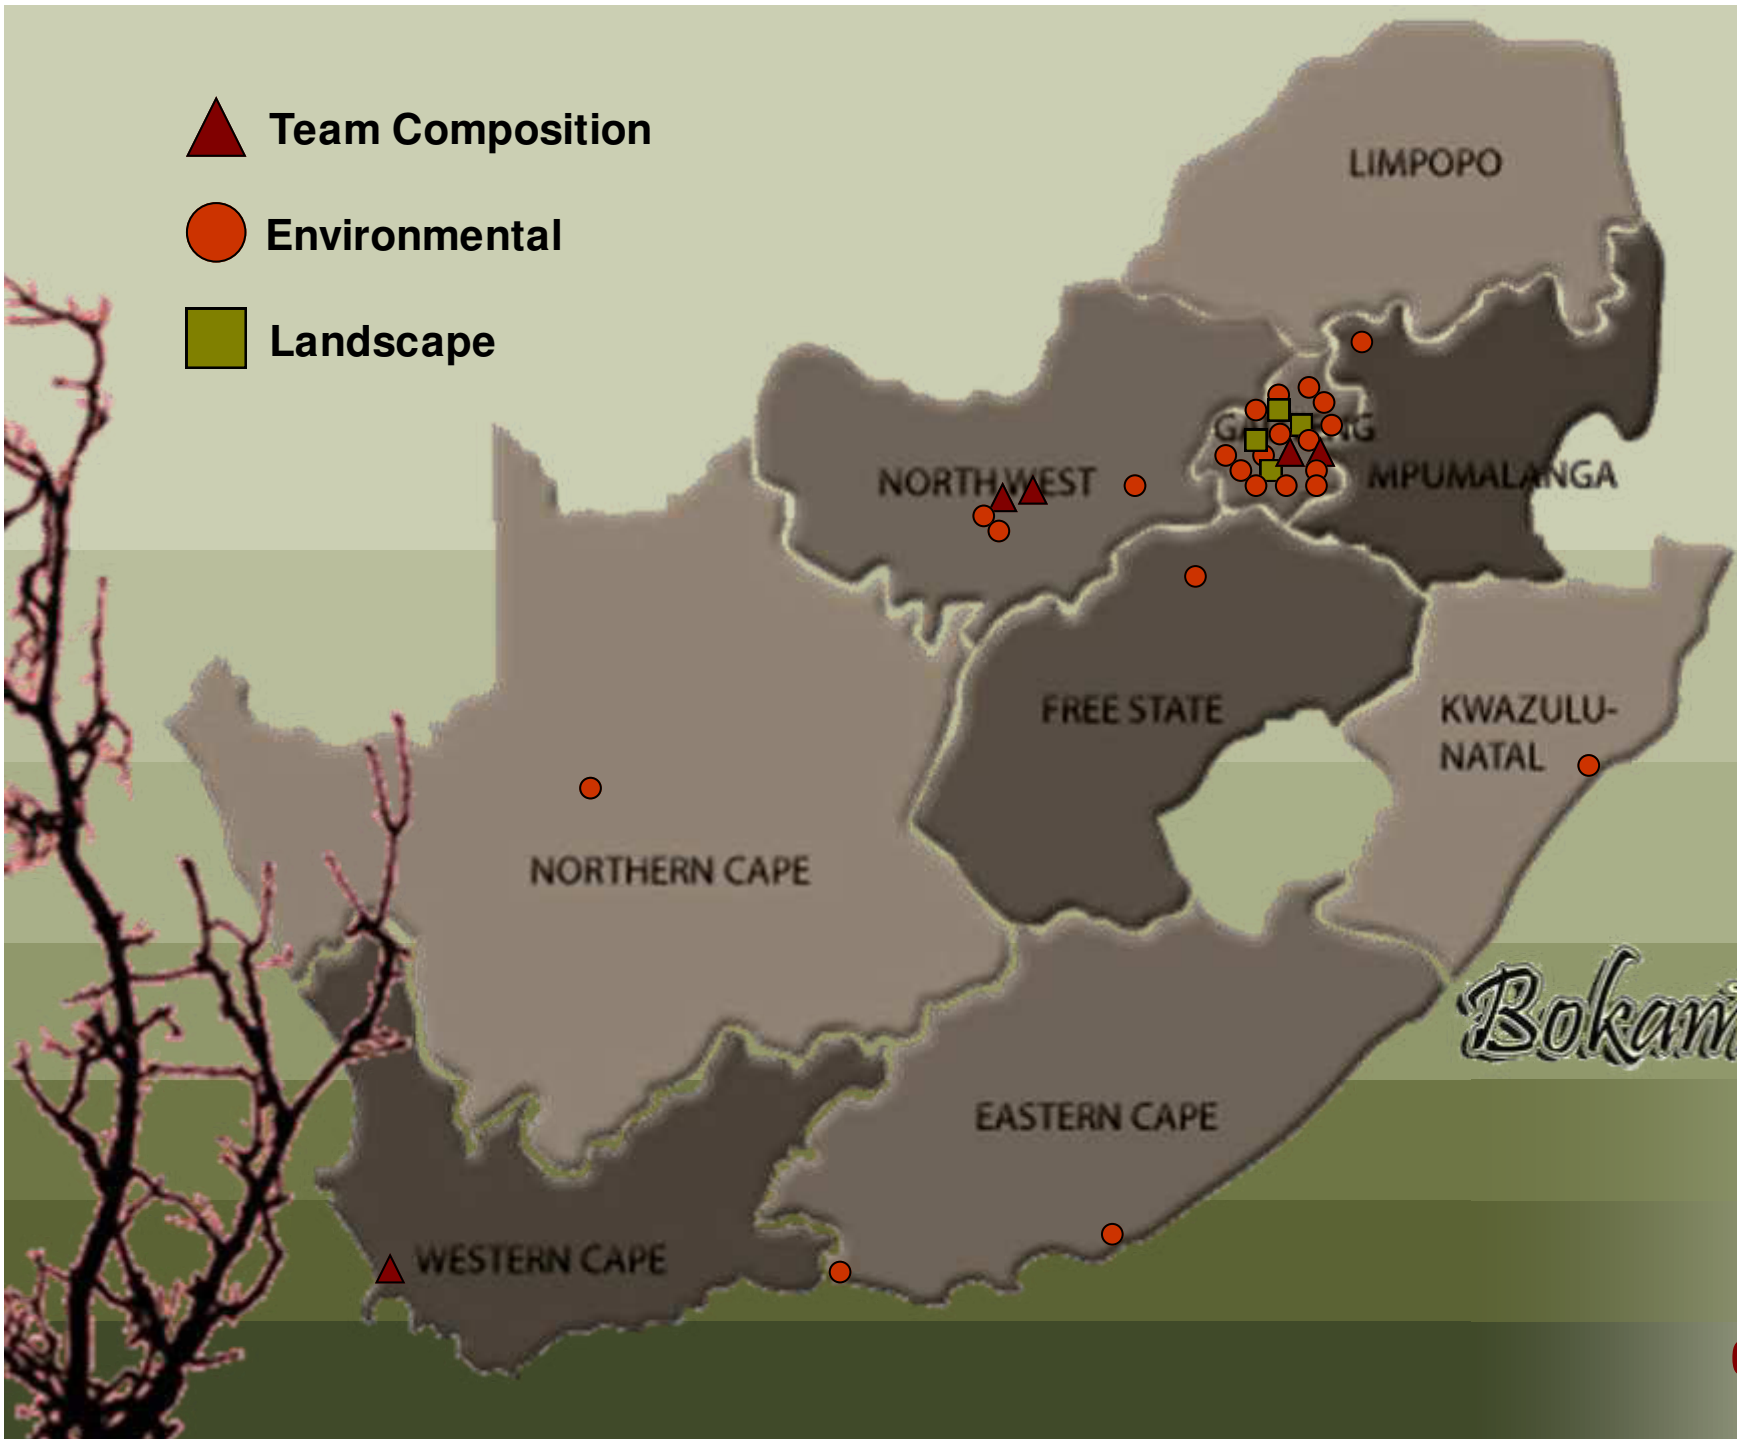 Team Composition
Environmental
Landscape
LIMPOPO
NORTH WEST
MPUMALANGA
FREE STATE
KWAZULU-
NATAL
NORTHERN CAPE
EASTERN CAPE
WESTERN CAPE